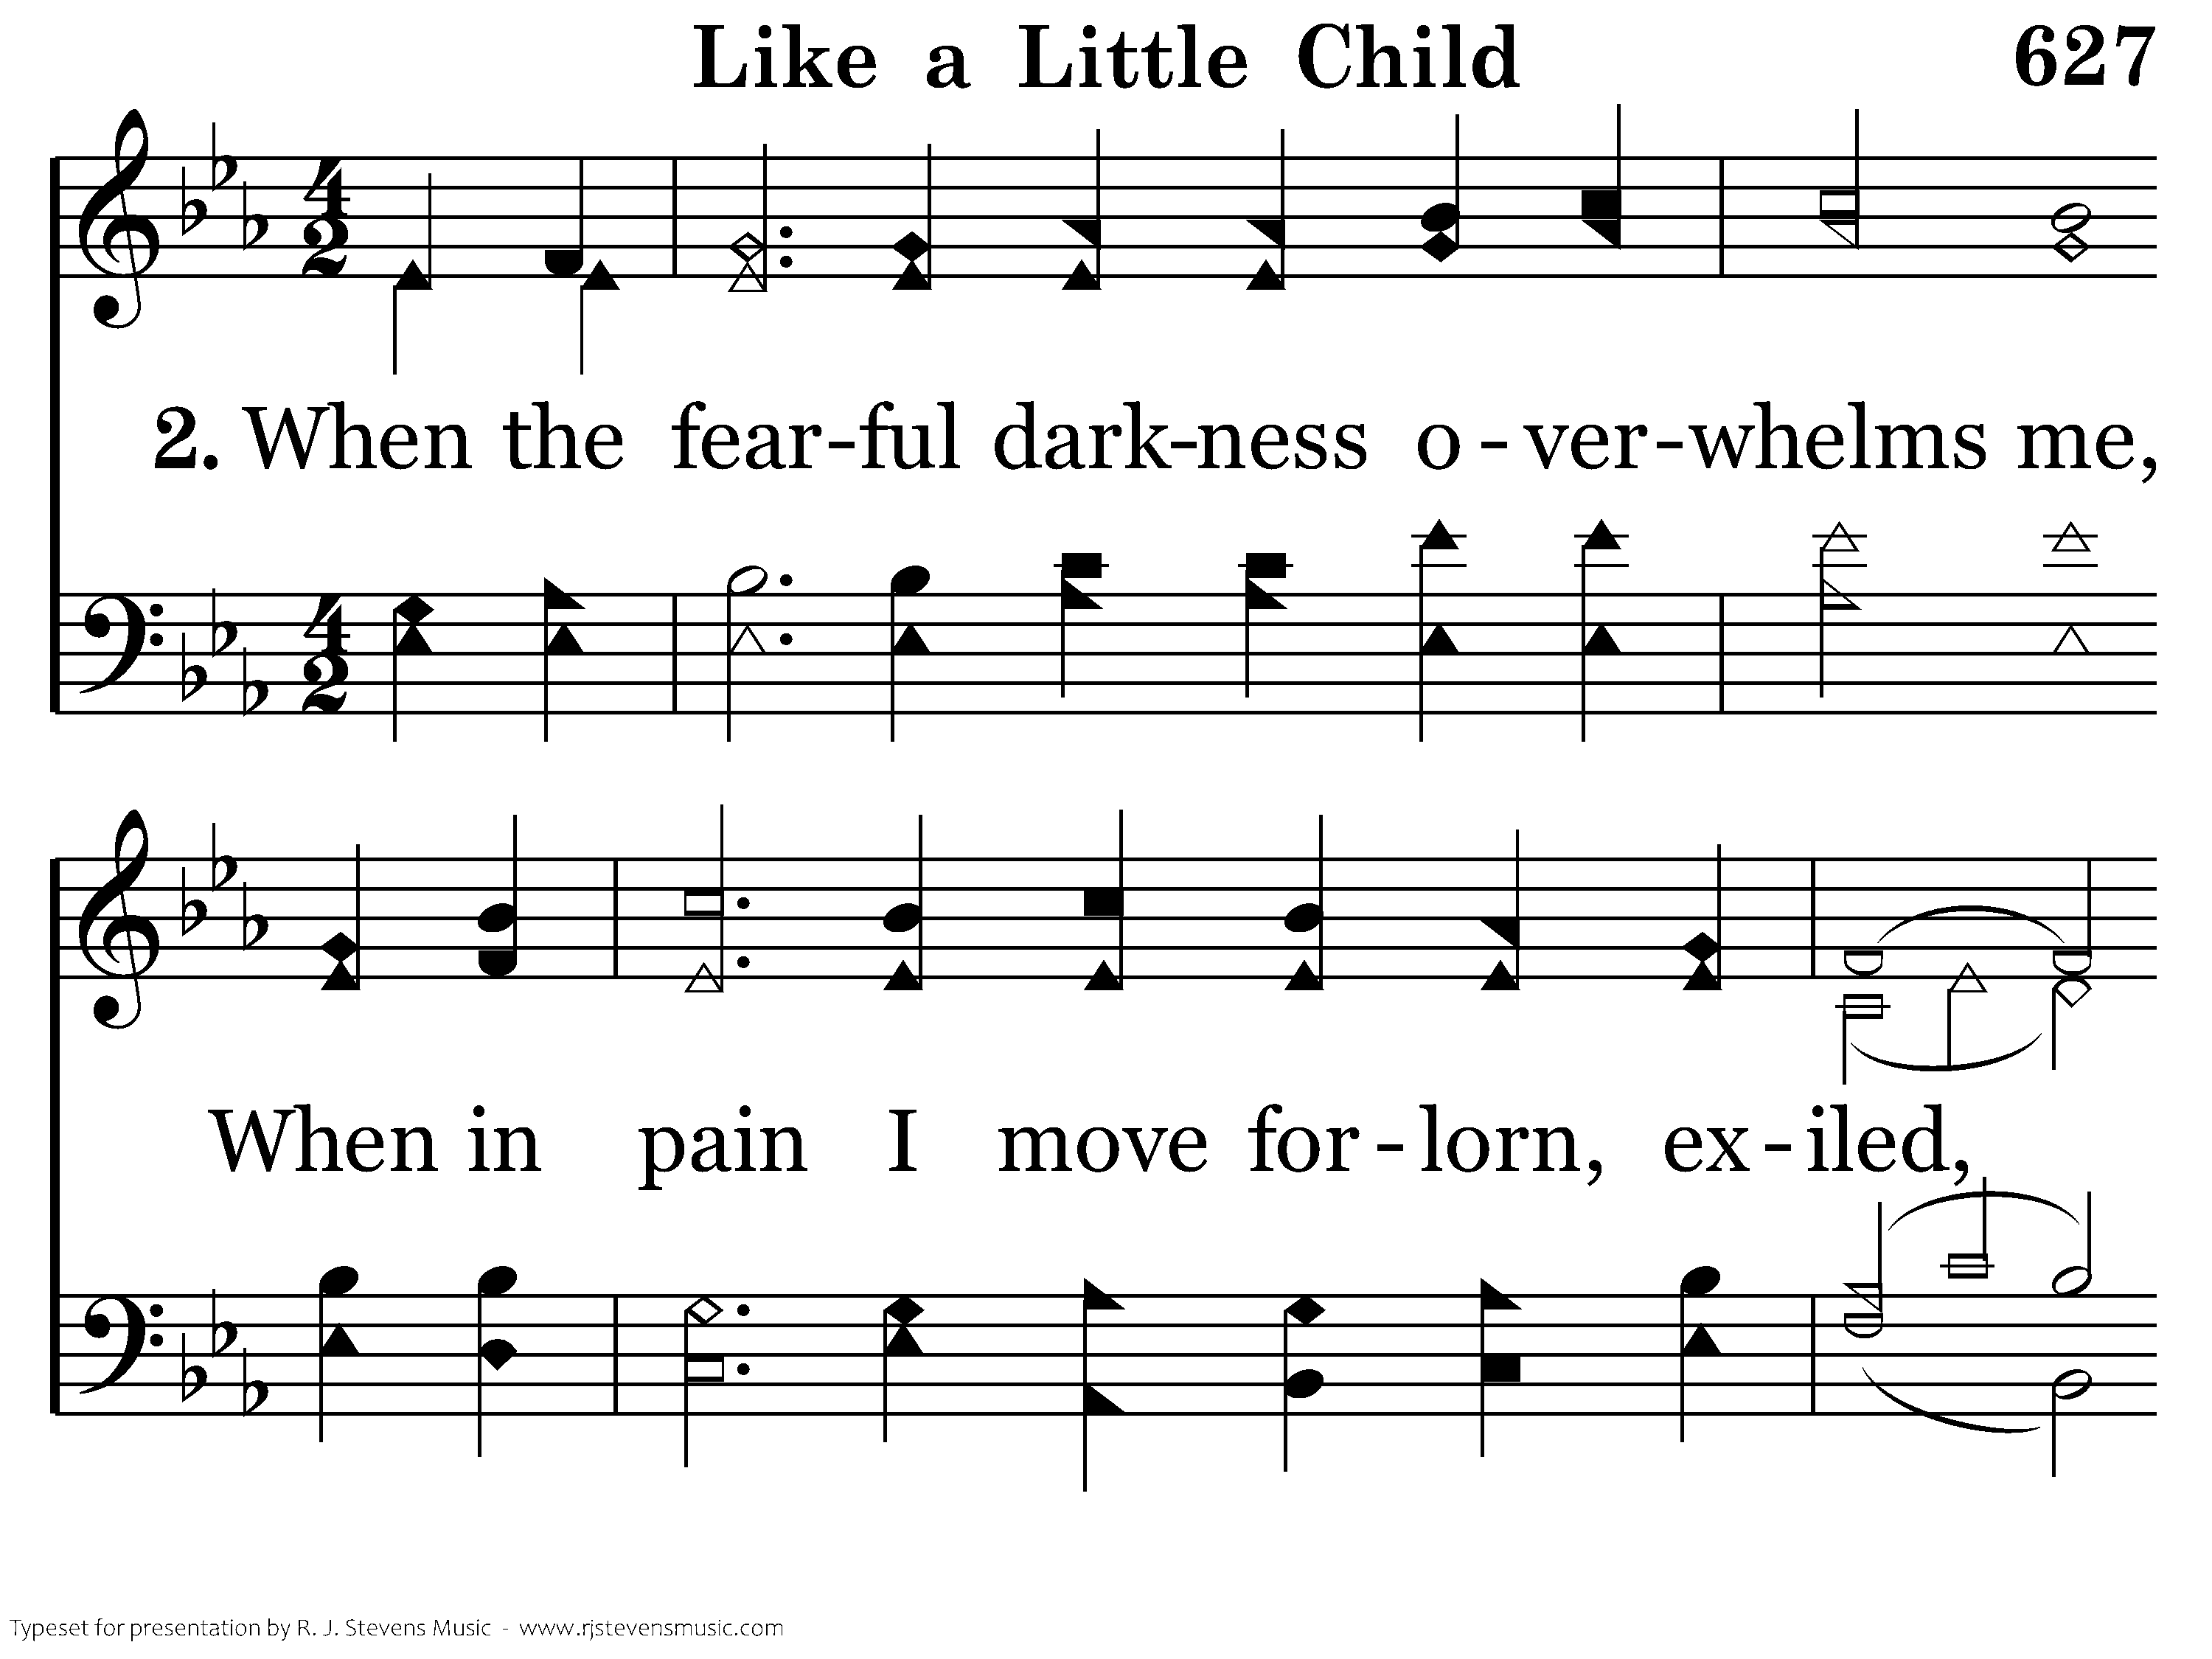 Like a Little Child 627
2. When the fear-ful dark-ness o - ver-whelms me,
When in pain I move for - lorn, ex - iled,
Typeset for presentation by R. J. Stevens Music - www.rjstevensmusic.com